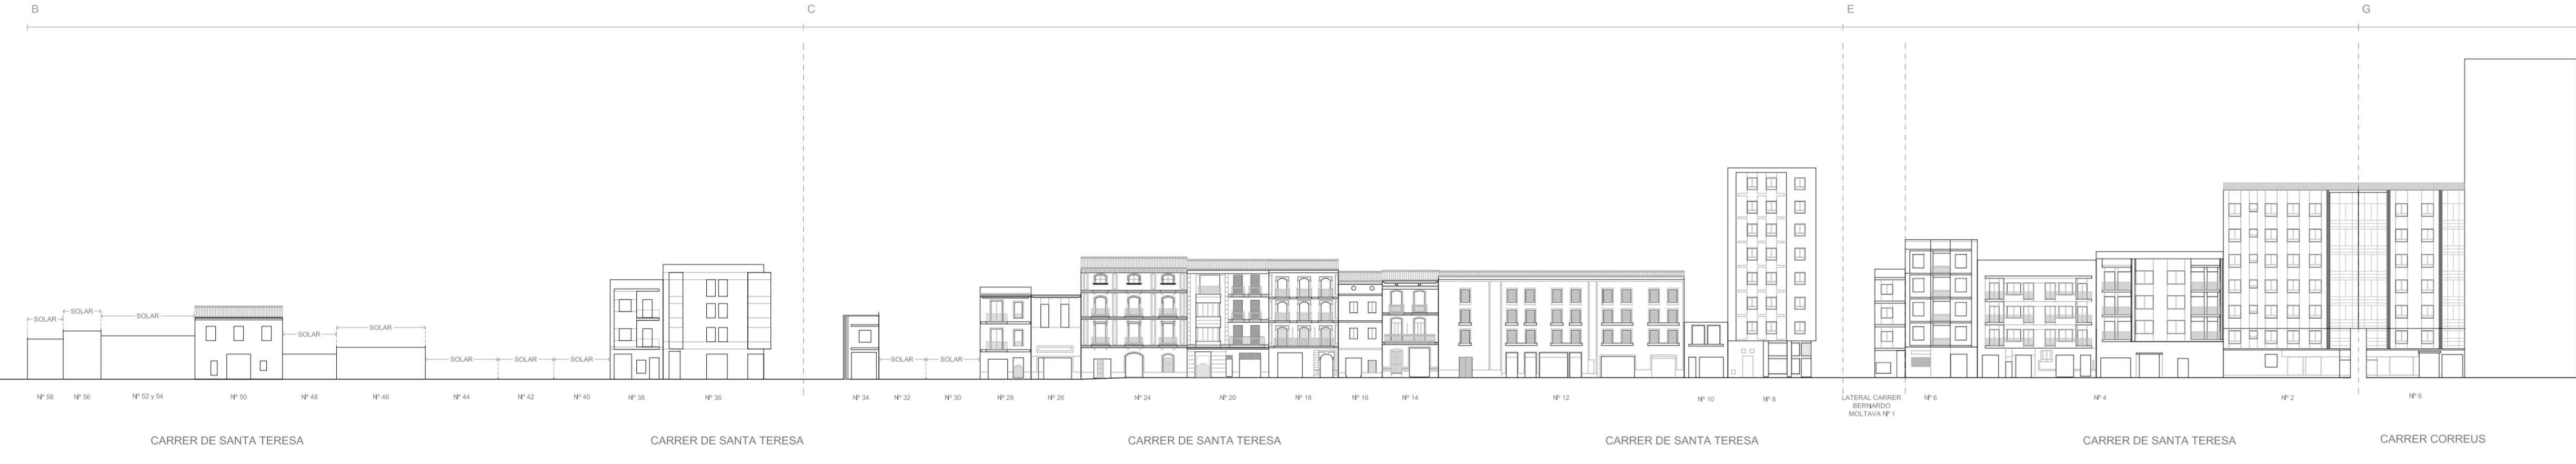 B
C
E
G
SOLAR
SOLAR
SOLAR
SOLAR
SOLAR
SOLAR
SOLAR
SOLAR
SOLAR
SOLAR
Nº 58
Nº 56
Nº 52 y 54
Nº 50
Nº 48
Nº 46
Nº 44
Nº 42
Nº 40
Nº 38
Nº 36
Nº 34
Nº 32
Nº 30
Nº 28
Nº 26
Nº 24
Nº 20
Nº 18
Nº 16
Nº 14
Nº 12
Nº 10
Nº 8
LATERAL CARRER
BERNARDO
MOLTAVA Nº 1
Nº 6
Nº 4
Nº 2
Nº 6
CARRER DE SANTA TERESA
CARRER DE SANTA TERESA
CARRER DE SANTA TERESA
CARRER DE SANTA TERESA
CARRER DE SANTA TERESA
CARRER CORREUS